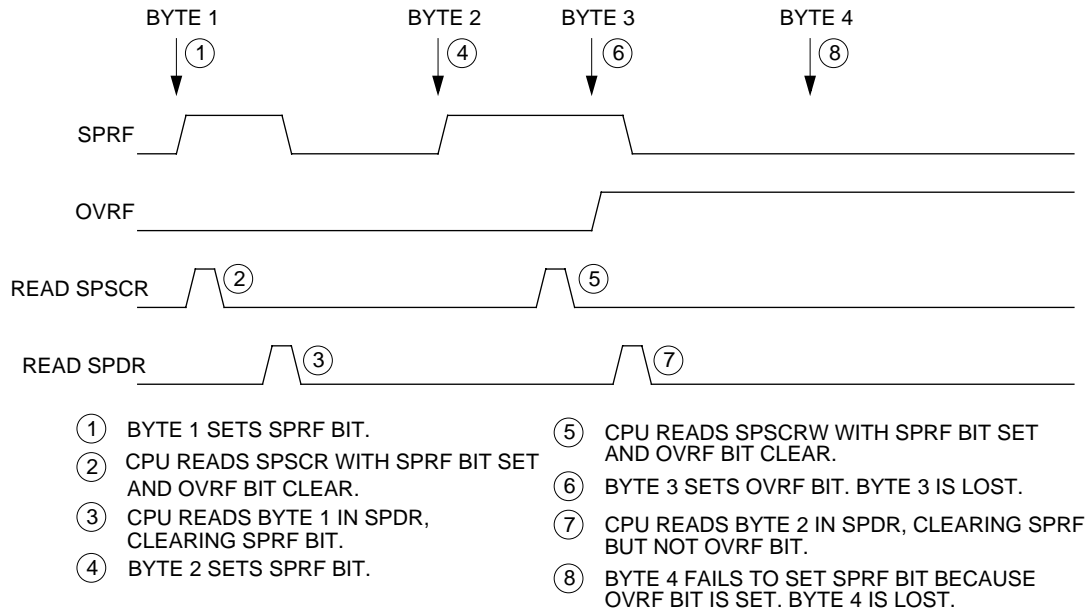 BYTE 1 BYTE 2 BYTE 3 BYTE 4
1 4 6 8
SPRF
OVRF
READ SPSCR
2 5
READ SPDR
3 7
1 BYTE 1 SETS SPRF BIT.
2 CPU READS SPSCR WITH SPRF BIT SET
AND OVRF BIT CLEAR.
3 CPU READS BYTE 1 IN SPDR,
CLEARING SPRF BIT.
4 BYTE 2 SETS SPRF BIT.
5 CPU READS SPSCRW WITH SPRF BIT SET
AND OVRF BIT CLEAR.
6 BYTE 3 SETS OVRF BIT. BYTE 3 IS LOST.
7 CPU READS BYTE 2 IN SPDR, CLEARING SPRF
BUT NOT OVRF BIT.
8 BYTE 4 FAILS TO SET SPRF BIT BECAUSE
OVRF BIT IS SET. BYTE 4 IS LOST.